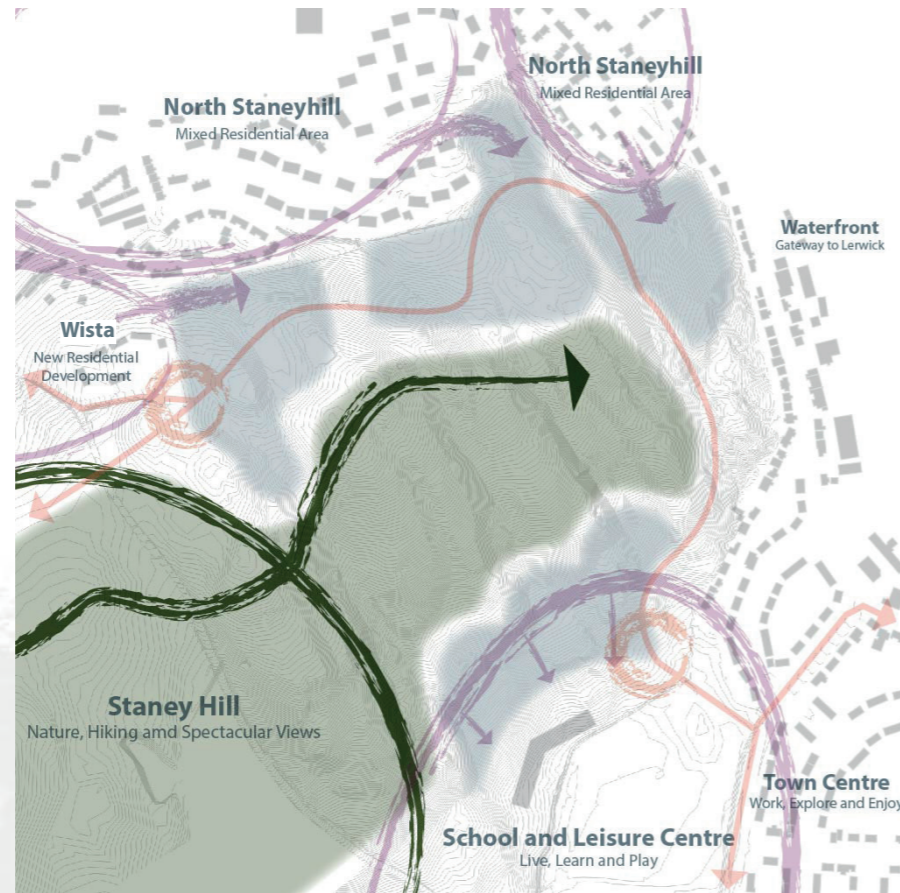 North Staneyhill
Mixed Residential Area
North Staneyhill
Mixed Residential Area
Waterfront
Gateway to Lerwick
Wista
New Residential
Development
Staney Hill
Nature, Hiking amd Spectacular Views
Town Centre
Work, Explore and Enjoy
School and Leisure Centre
Live, Learn and Play